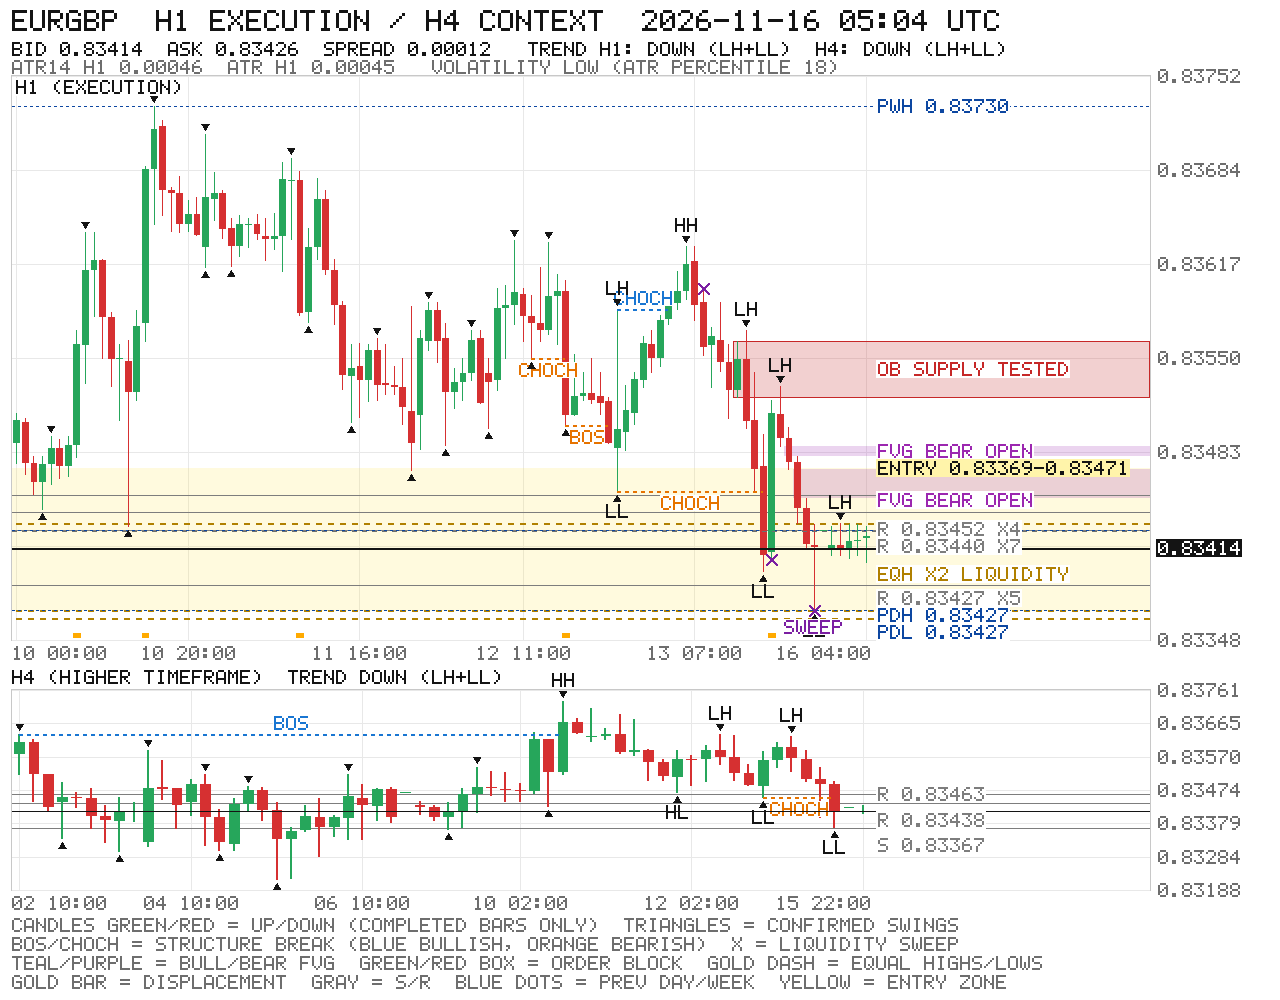 EURGBP  H1 EXECUTION / H4 CONTEXT  2026-11-16 05:04 UTC
BID 0.83414  ASK 0.83426  SPREAD 0.00012  TREND H1: DOWN (LH+LL)  H4: DOWN (LH+LL)
ATR14 H1 0.00046  ATR H1 0.00045  VOLATILITY LOW (ATR PERCENTILE 18)
H1 (EXECUTION)
0.83752
PWH 0.83730
0.83684
HH
0.83617
LH
CHOCH
LH
0.83550
CHOCH
LH
OB SUPPLY TESTED
BOS
0.83483
FVG BEAR OPEN
ENTRY 0.83369-0.83471
LL
CHOCH
LH
FVG BEAR OPEN
R 0.83452 X4
R 0.83440 X7
0.83414
EQH X2 LIQUIDITY
LL
R 0.83427 X5
PDH 0.83427
SWEEP
PDL 0.83427
0.83348
10 00:00
10 20:00
11 16:00
12 11:00
13 07:00
16 04:00
H4 (HIGHER TIMEFRAME)  TREND DOWN (LH+LL)
HH
0.83761
BOS
LH
LH
0.83665
0.83570
0.83474
R 0.83463
HL
LL
CHOCH
R 0.83438
0.83379
LL
S 0.83367
0.83284
0.83188
02 10:00
04 10:00
06 10:00
10 02:00
12 02:00
15 22:00
CANDLES GREEN/RED = UP/DOWN (COMPLETED BARS ONLY)  TRIANGLES = CONFIRMED SWINGS
BOS/CHOCH = STRUCTURE BREAK (BLUE BULLISH, ORANGE BEARISH)  X = LIQUIDITY SWEEP
TEAL/PURPLE = BULL/BEAR FVG  GREEN/RED BOX = ORDER BLOCK  GOLD DASH = EQUAL HIGHS/LOWS
GOLD BAR = DISPLACEMENT  GRAY = S/R  BLUE DOTS = PREV DAY/WEEK  YELLOW = ENTRY ZONE